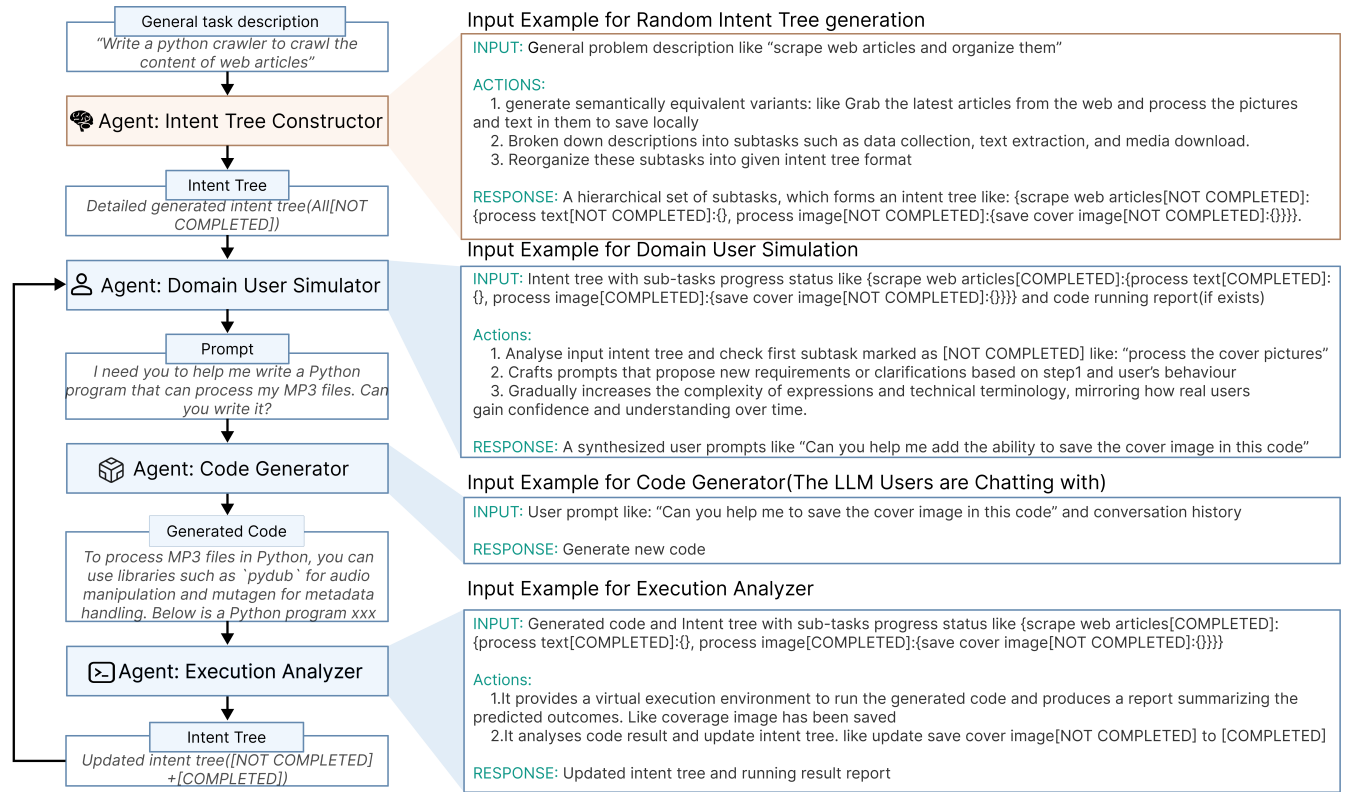 General task description
“Write a python crawler to crawl the
content of web articles”
Agent: Intent Tree Constructor
Intent Tree
Detailed generated intent tree(All[NOT
COMPLETED])
Agent: Domain User Simulator
Prompt
I need you to help me write a Python
program that can process my MP3 files. Can
you write it?
Agent: Code Generator
Generated Code
To process MP3 files in Python, you can
use libraries such as `pydub` for audio
manipulation and mutagen for metadata
handling. Below is a Python program xxx
Agent: Execution Analyzer
Intent Tree
Updated intent tree([NOT COMPLETED]
+[COMPLETED])
Input Example for Random Intent Tree generation
INPUT: General problem description like “scrape web articles and organize them”
ACTIONS:
1. generate semantically equivalent variants: like Grab the latest articles from the web and process the pictures
and text in them to save locally
2. Broken down descriptions into subtasks such as data collection, text extraction, and media download.
3. Reorganize these subtasks into given intent tree format
RESPONSE: A hierarchical set of subtasks, which forms an intent tree like: {scrape web articles[NOT COMPLETED]:
{process text[NOT COMPLETED]:{}, process image[NOT COMPLETED]:{save cover image[NOT COMPLETED]:{}}}}.
Input Example for Domain User Simulation
INPUT: Intent tree with sub-tasks progress status like {scrape web articles[COMPLETED]:{process text[COMPLETED]:
{}, process image[COMPLETED]:{save cover image[NOT COMPLETED]:{}}}} and code running report(if exists)
Actions:
1. Analyse input intent tree and check first subtask marked as [NOT COMPLETED] like: “process the cover pictures”
2. Crafts prompts that propose new requirements or clarifications based on step1 and user’s behaviour
3. Gradually increases the complexity of expressions and technical terminology, mirroring how real users
gain confidence and understanding over time.
RESPONSE: A synthesized user prompts like “Can you help me add the ability to save the cover image in this code”
Input Example for Code Generator(The LLM Users are Chatting with)
INPUT: User prompt like: “Can you help me to save the cover image in this code” and conversation history
RESPONSE: Generate new code
Input Example for Execution Analyzer
INPUT: Generated code and Intent tree with sub-tasks progress status like {scrape web articles[COMPLETED]:
{process text[COMPLETED]:{}, process image[COMPLETED]:{save cover image[NOT COMPLETED]:{}}}}
Actions:
1.It provides a virtual execution environment to run the generated code and produces a report summarizing the
predicted outcomes. Like coverage image has been saved
2.It analyses code result and update intent tree. like update save cover image[NOT COMPLETED] to [COMPLETED]
RESPONSE: Updated intent tree and running result report